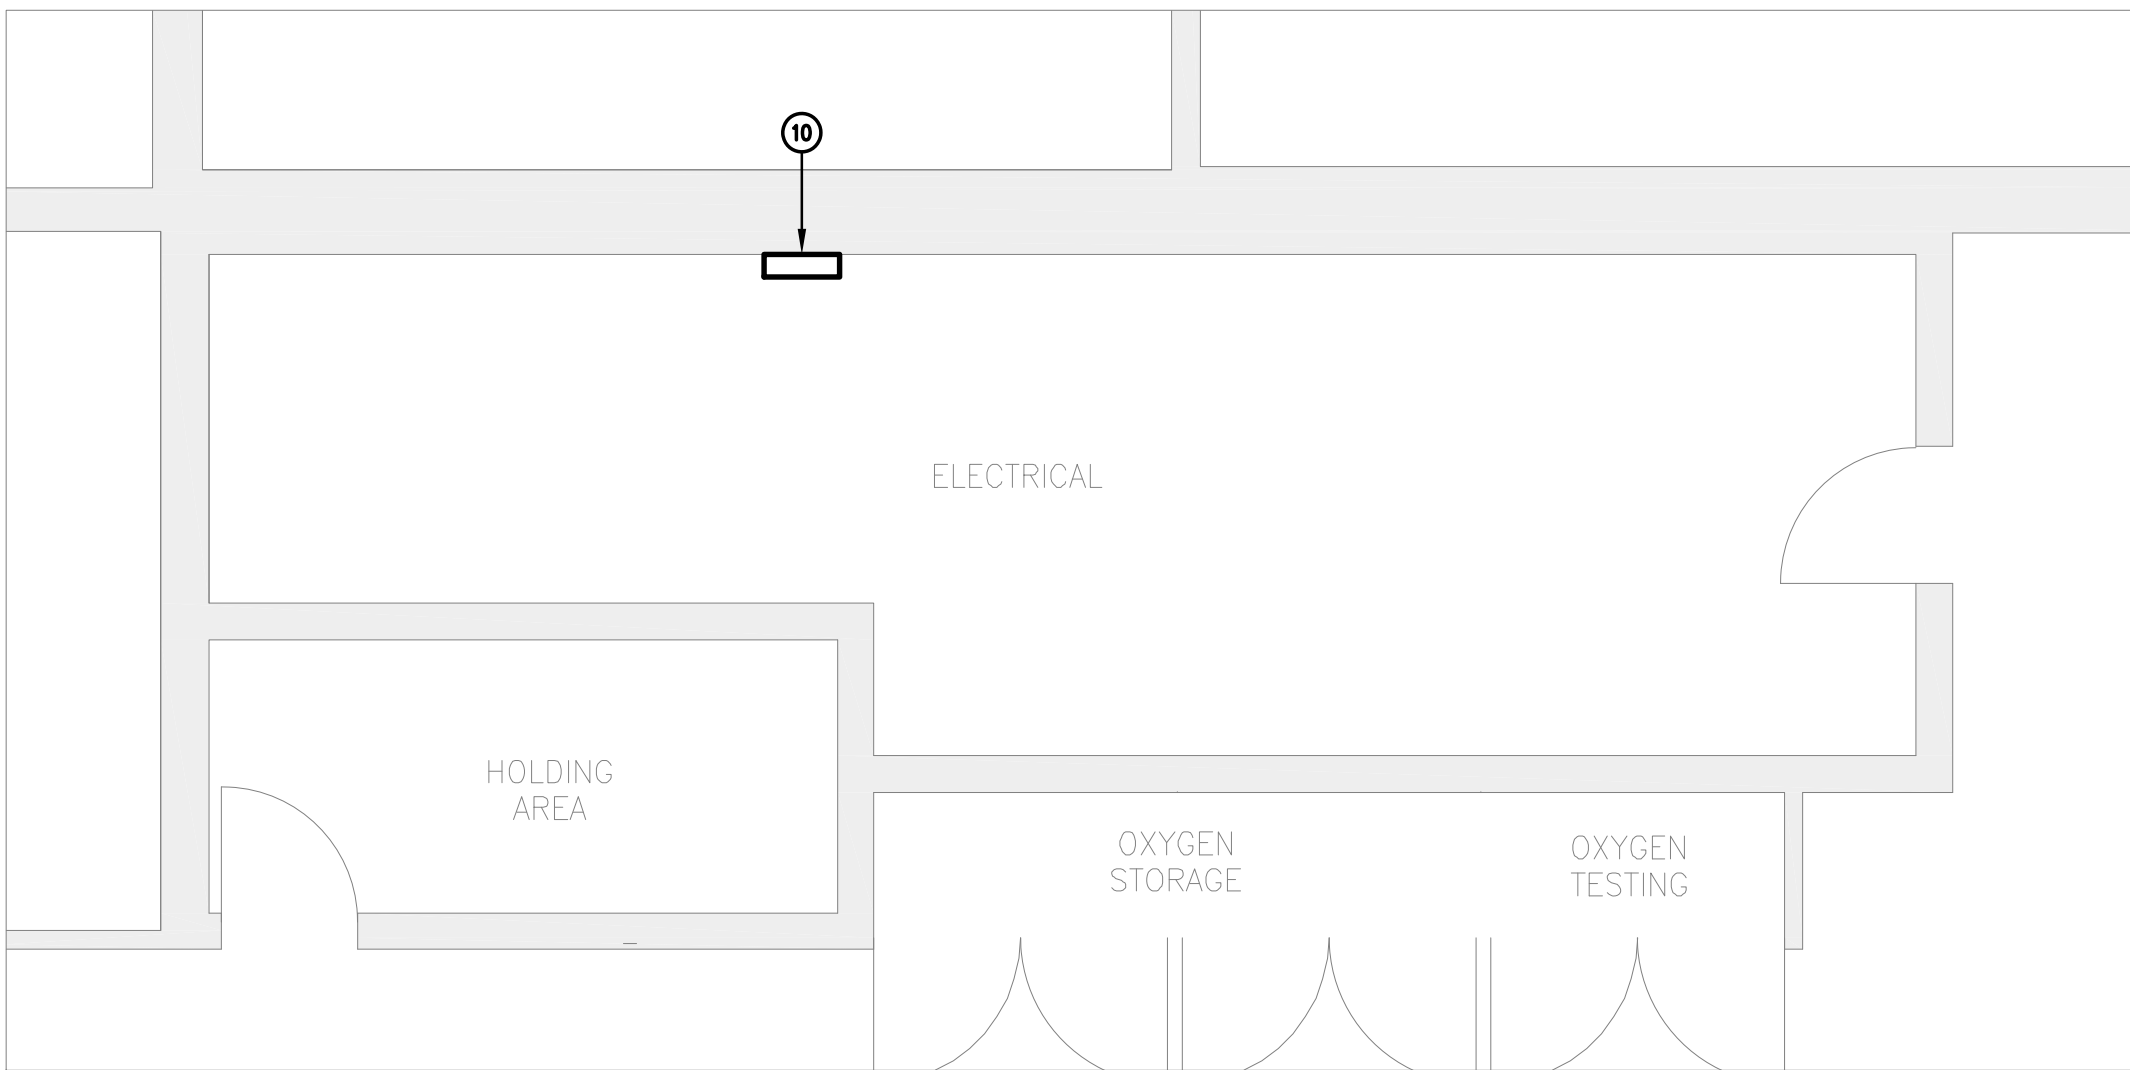 10
ELECTRICAL
HOLDING
AREA
OXYGEN
STORAGE
OXYGEN
TESTING